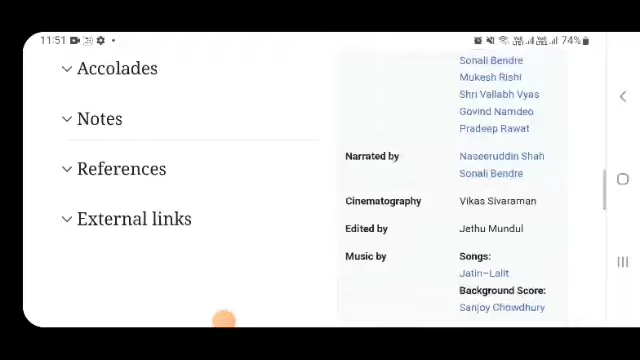 11:51
74%
Accolades
Notes
References
External links
Sonali Bendre
Mukesh Rishi
Shri Vallabh Vyas
Govind Namdeo
Pradeep Rawat
Narrated by
Naseeruddin Shah
Sonali Bendre
Cinematography
Vikas Sivaraman
Edited by
Jethu Mundul
Music by
Songs:
Jatin–Lalit
Background Score:
Sanjoy Chowdhury